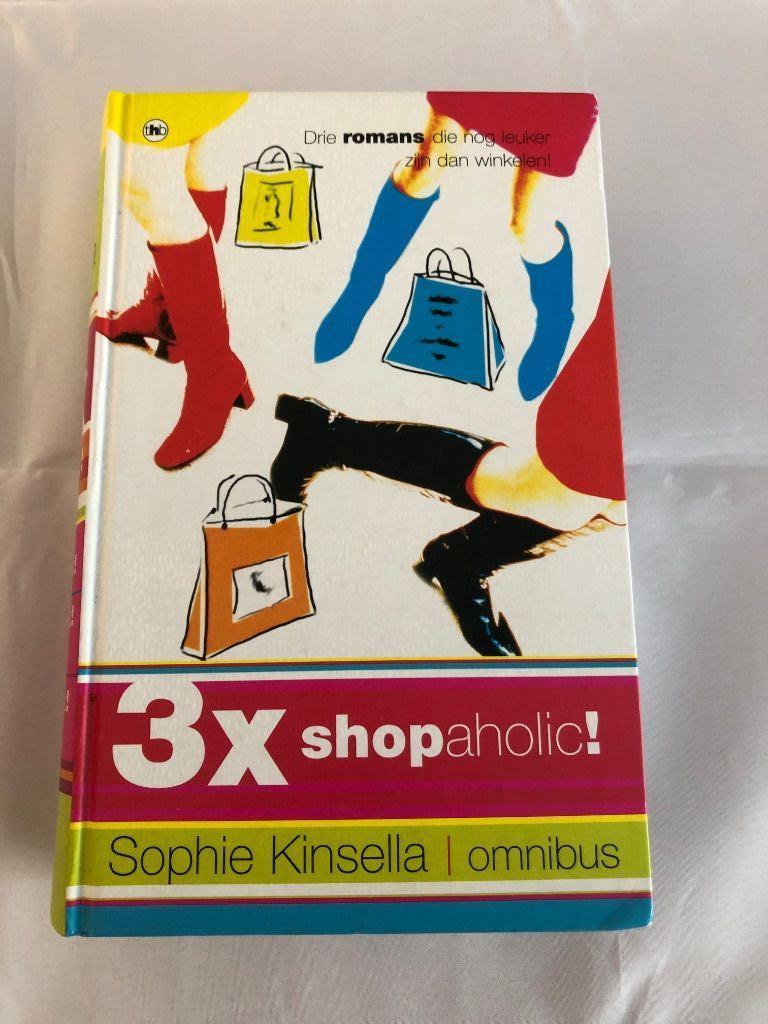 thb
Drie romans die nog leuker
zijn dan winkelen!
3x shopaholic!
Sophie Kinsella | omnibus